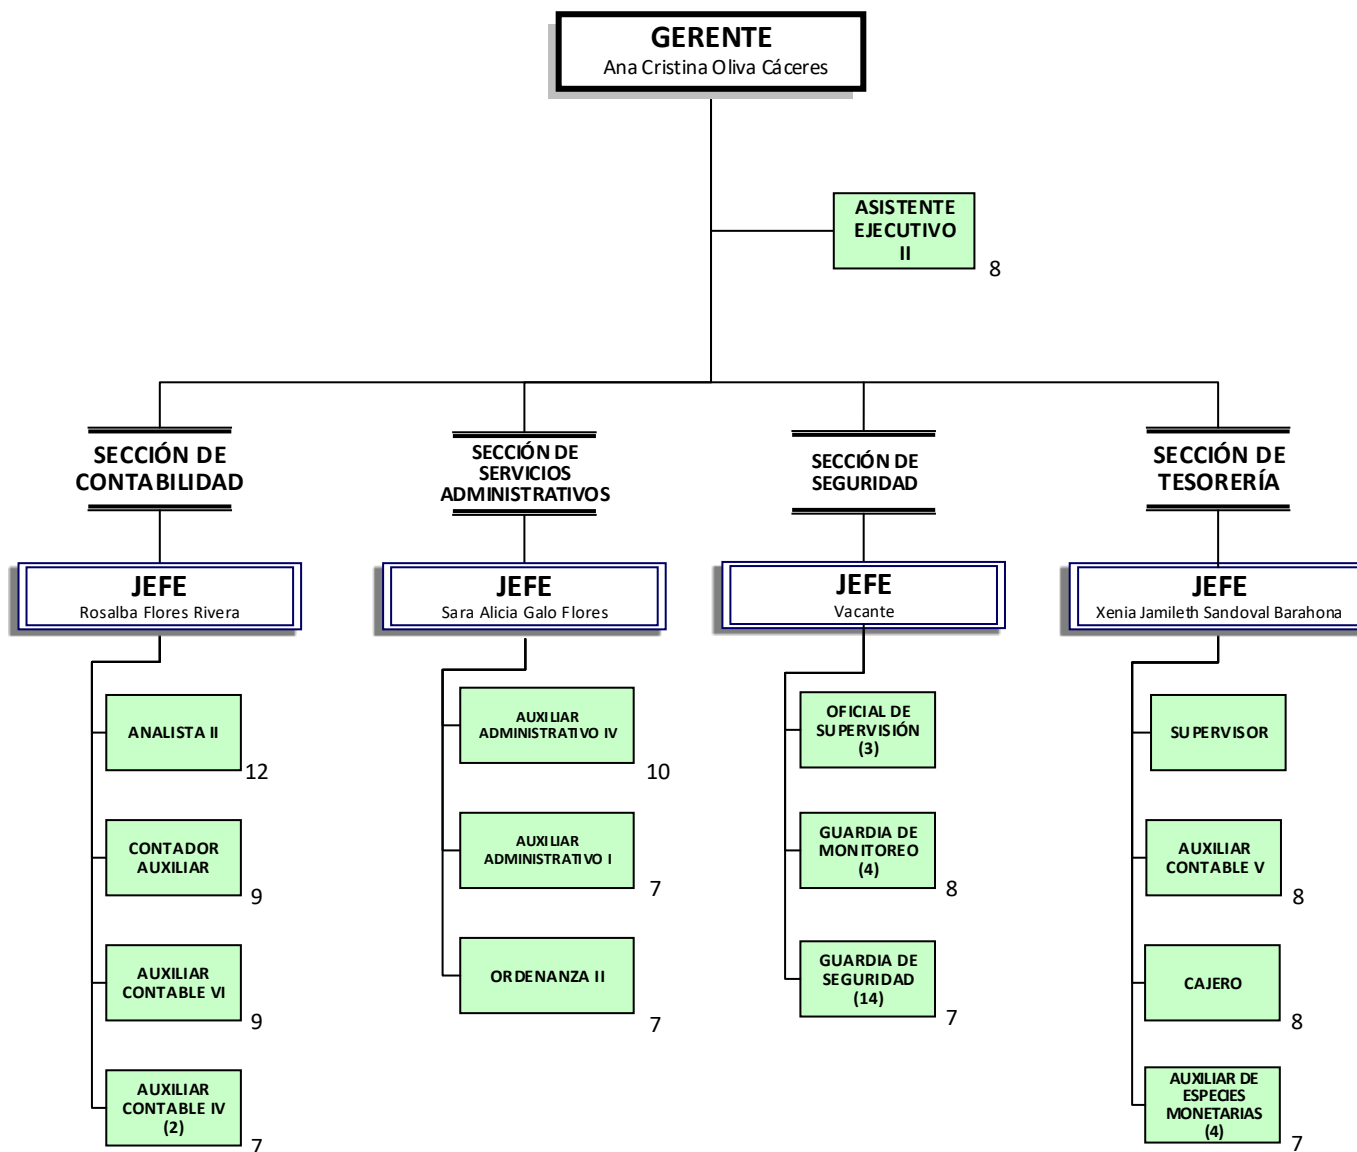 GERENTE
Ana Cristina Oliva Cáceres
ASISTENTE
EJECUTIVO
II
8
SECCIÓN DE
CONTABILIDAD
JEFE
Rosalba Flores Rivera
ANALISTA II
12
CONTADOR
AUXILIAR
9
AUXILIAR
CONTABLE VI
9
AUXILIAR
CONTABLE IV
(2)
7
SECCIÓN DE
SERVICIOS
ADMINISTRATIVOS
JEFE
Sara Alicia Galo Flores
AUXILIAR
ADMINISTRATIVO IV
10
AUXILIAR
ADMINISTRATIVO I
7
ORDENANZA II
7
SECCIÓN DE
SEGURIDAD
JEFE
Vacante
OFICIAL DE
SUPERVISIÓN
(3)
GUARDIA DE
MONITOREO
(4)
8
GUARDIA DE
SEGURIDAD
(14)
7
SECCIÓN DE
TESORERÍA
JEFE
Xenia Jamileth Sandoval Barahona
SUPERVISOR
AUXILIAR
CONTABLE V
8
CAJERO
8
AUXILIAR DE
ESPECIES
MONETARIAS
(4)
7